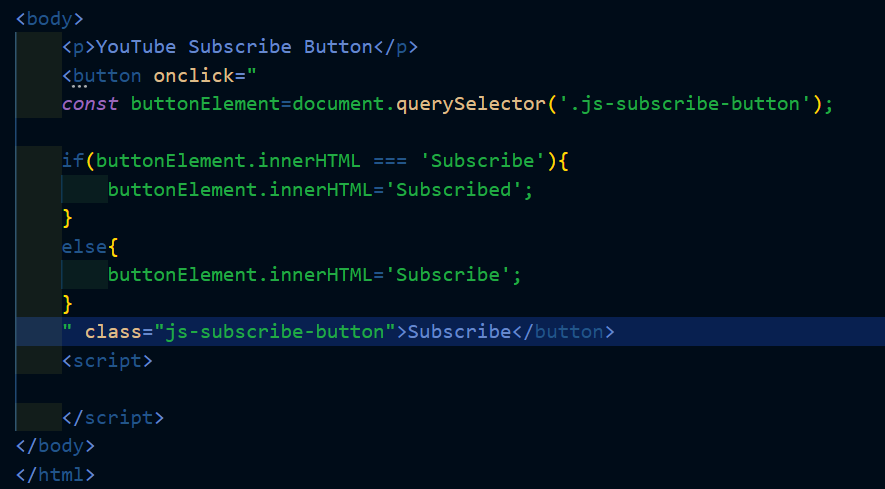 <body>
<p>YouTube Subscribe Button</p>
<button onclick="
const buttonElement=document.querySelector('.js-subscribe-button');
if(buttonElement.innerHTML === 'Subscribe'){
buttonElement.innerHTML='Subscribed';
}
else{
buttonElement.innerHTML='Subscribe';
}
" class="js-subscribe-button">Subscribe</button>
<script>
</script>
</body>
</html>